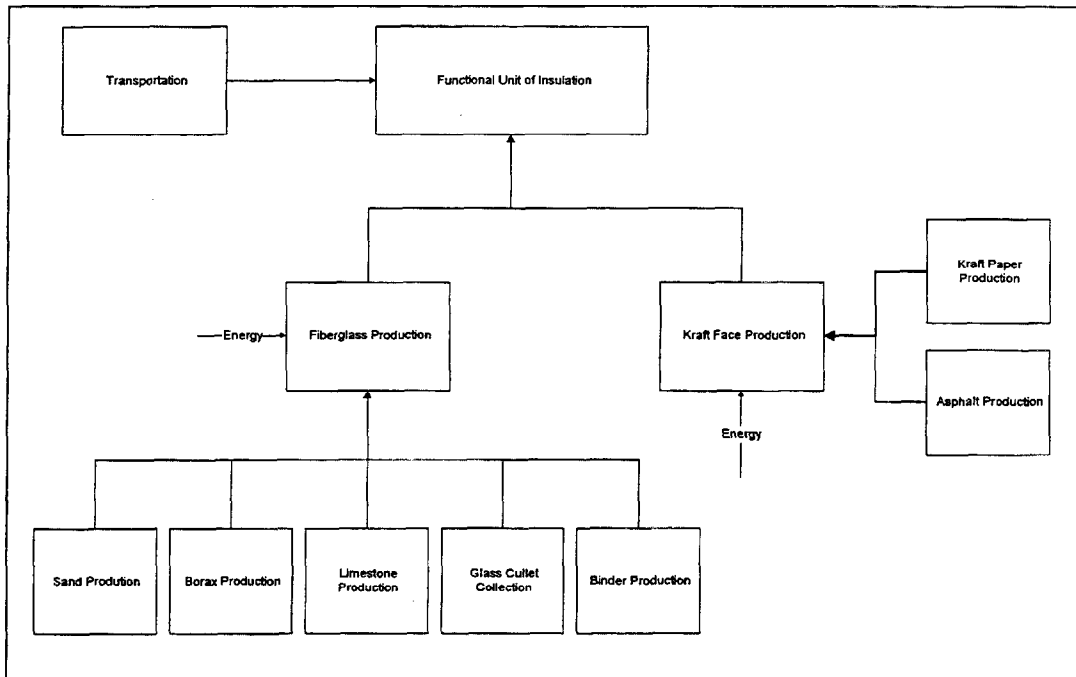 Transportation
Functional Unit of Insulation
Kraft Paper
Production
Energy
Fiberglass Production
Kraft Face Production
Asphalt Production
Energy
Sand Prodution
Borax Production
Limestone
Production
Glass Cullet
Collection
Binder Production